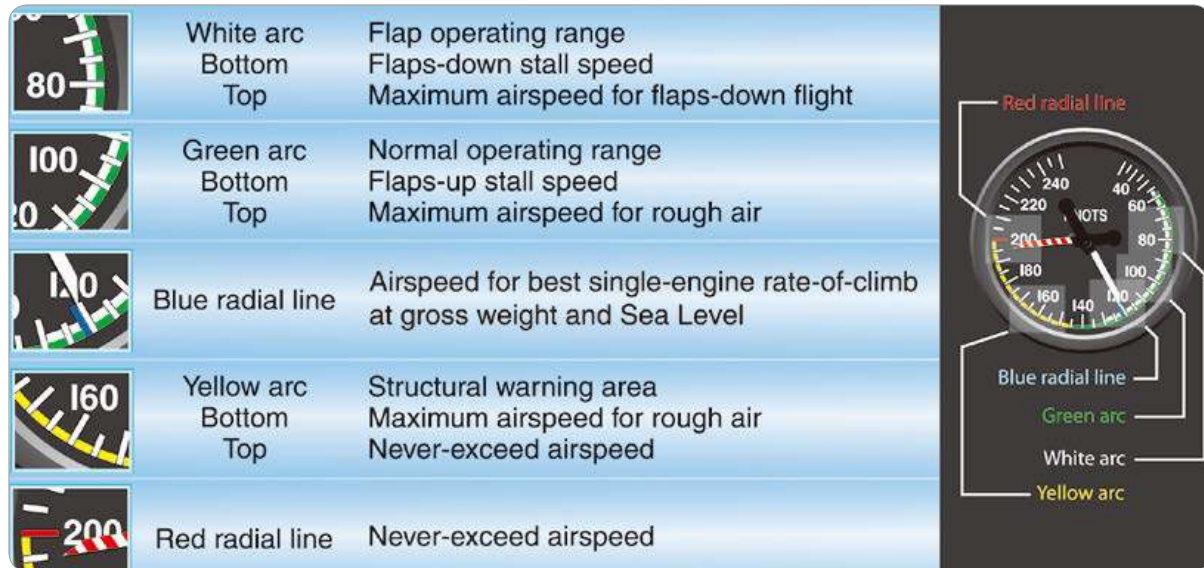 80
White arc Flap operating range
Bottom Flaps-down stall speed
Top Maximum airspeed for flaps-down flight
100
20
Green arc Normal operating range
Bottom Flaps-up stall speed
Top Maximum airspeed for rough air
120
Blue radial line Airspeed for best single-engine rate-of-climb
at gross weight and Sea Level
160
Yellow arc Structural warning area
Bottom Maximum airspeed for rough air
Top Never-exceed airspeed
200
Red radial line Never-exceed airspeed
Red radial line
240 40
220 60
200 80
180 100
160 140 120
Blue radial line
Green arc
White arc
Yellow arc